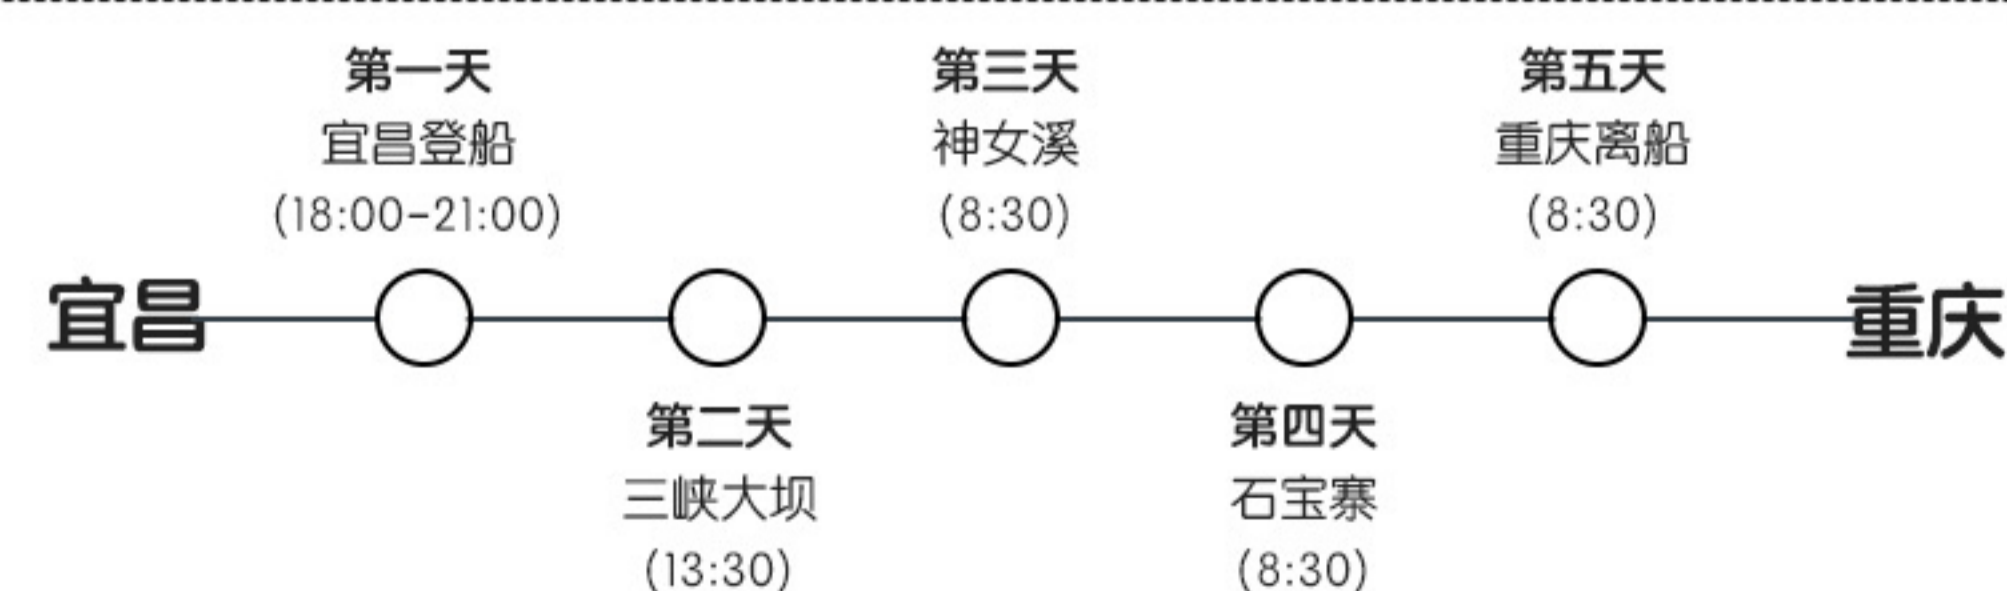 第一天
宜昌登船
(18:00-21:00)
第三天
神女溪
(8:30)
第五天
重庆离船
(8:30)
宜昌
重庆
第二天
三峡大坝
(13:30)
第四天
石宝寨
(8:30)